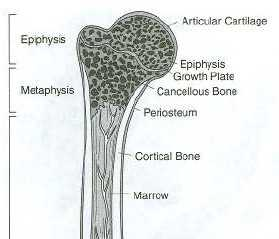 Articular Cartilage
Epiphysis
Epiphysis
Growth Plate
Metaphysis
Cancellous Bone
Periosteum
Cortical Bone
Marrow